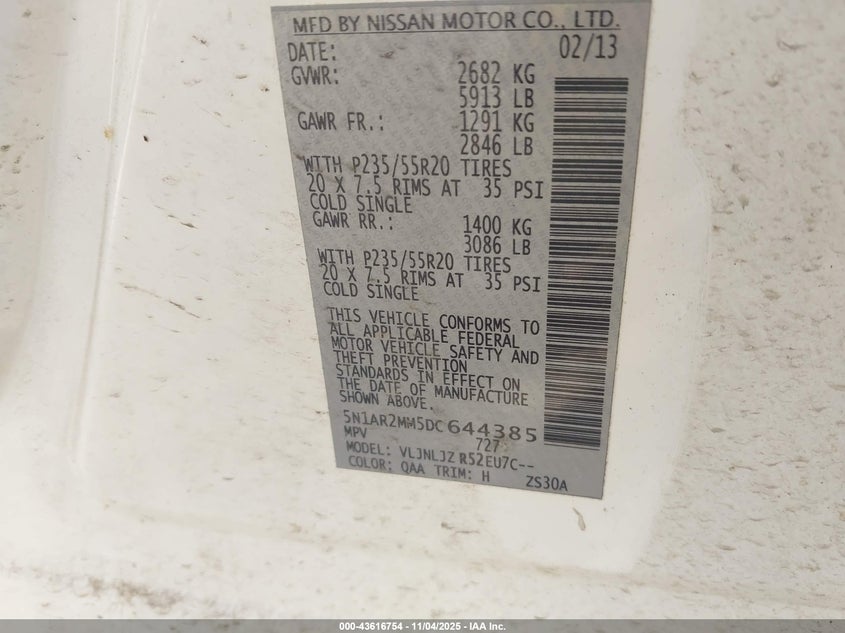 MFD BY NISSAN MOTOR CO., LTD.
DATE: 02/13
GVWR: 2682 KG
5913 LB
GAWR FR.: 1291 KG
2846 LB
WITH P235/55R20 TIRES
20 X 7.5 RIMS AT 35 PSI
COLD SINGLE
GAWR RR.: 1400 KG
3086 LB
WITH P235/55R20 TIRES
20 X 7.5 RIMS AT 35 PSI
COLD SINGLE
THIS VEHICLE CONFORMS TO
ALL APPLICABLE FEDERAL
MOTOR VEHICLE SAFETY AND
THEFT PREVENTION
STANDARDS IN EFFECT ON
THE DATE OF MANUFACTURE
SHOWN ABOVE.
5N1AR2MM5DC644385
MPV 727
MODEL: VLJNLJZ R52EU7C--
COLOR: QAA TRIM: H ZS30A
000-43616754 - 11/04/2025 - IAA Inc.